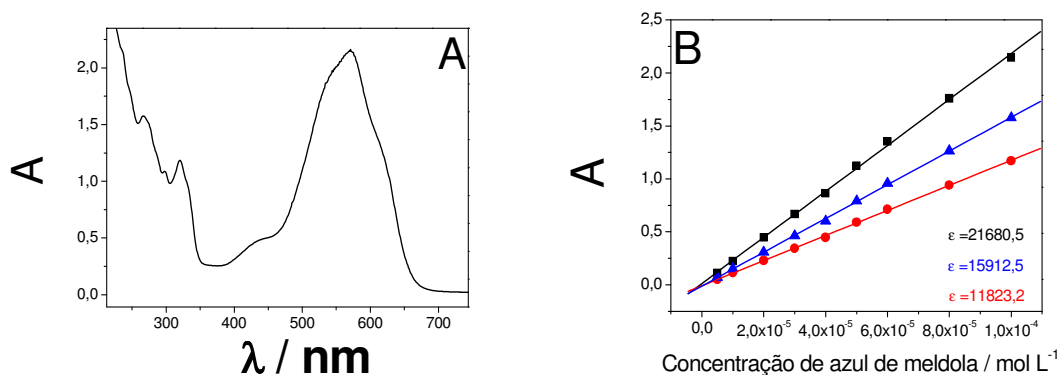 A
2,0
1,5
1,0
0,5
0,0
A
300 400 500 600 700
λ / nm
B
2,5
2,0
1,5
1,0
0,5
0,0
A
ε =21680,5
ε =15912,5
ε =11823,2
0,0 2,0x10⁻⁵ 4,0x10⁻⁵ 6,0x10⁻⁵ 8,0x10⁻⁵ 1,0x10⁻⁴
Concentração de azul de meldola / mol L⁻¹